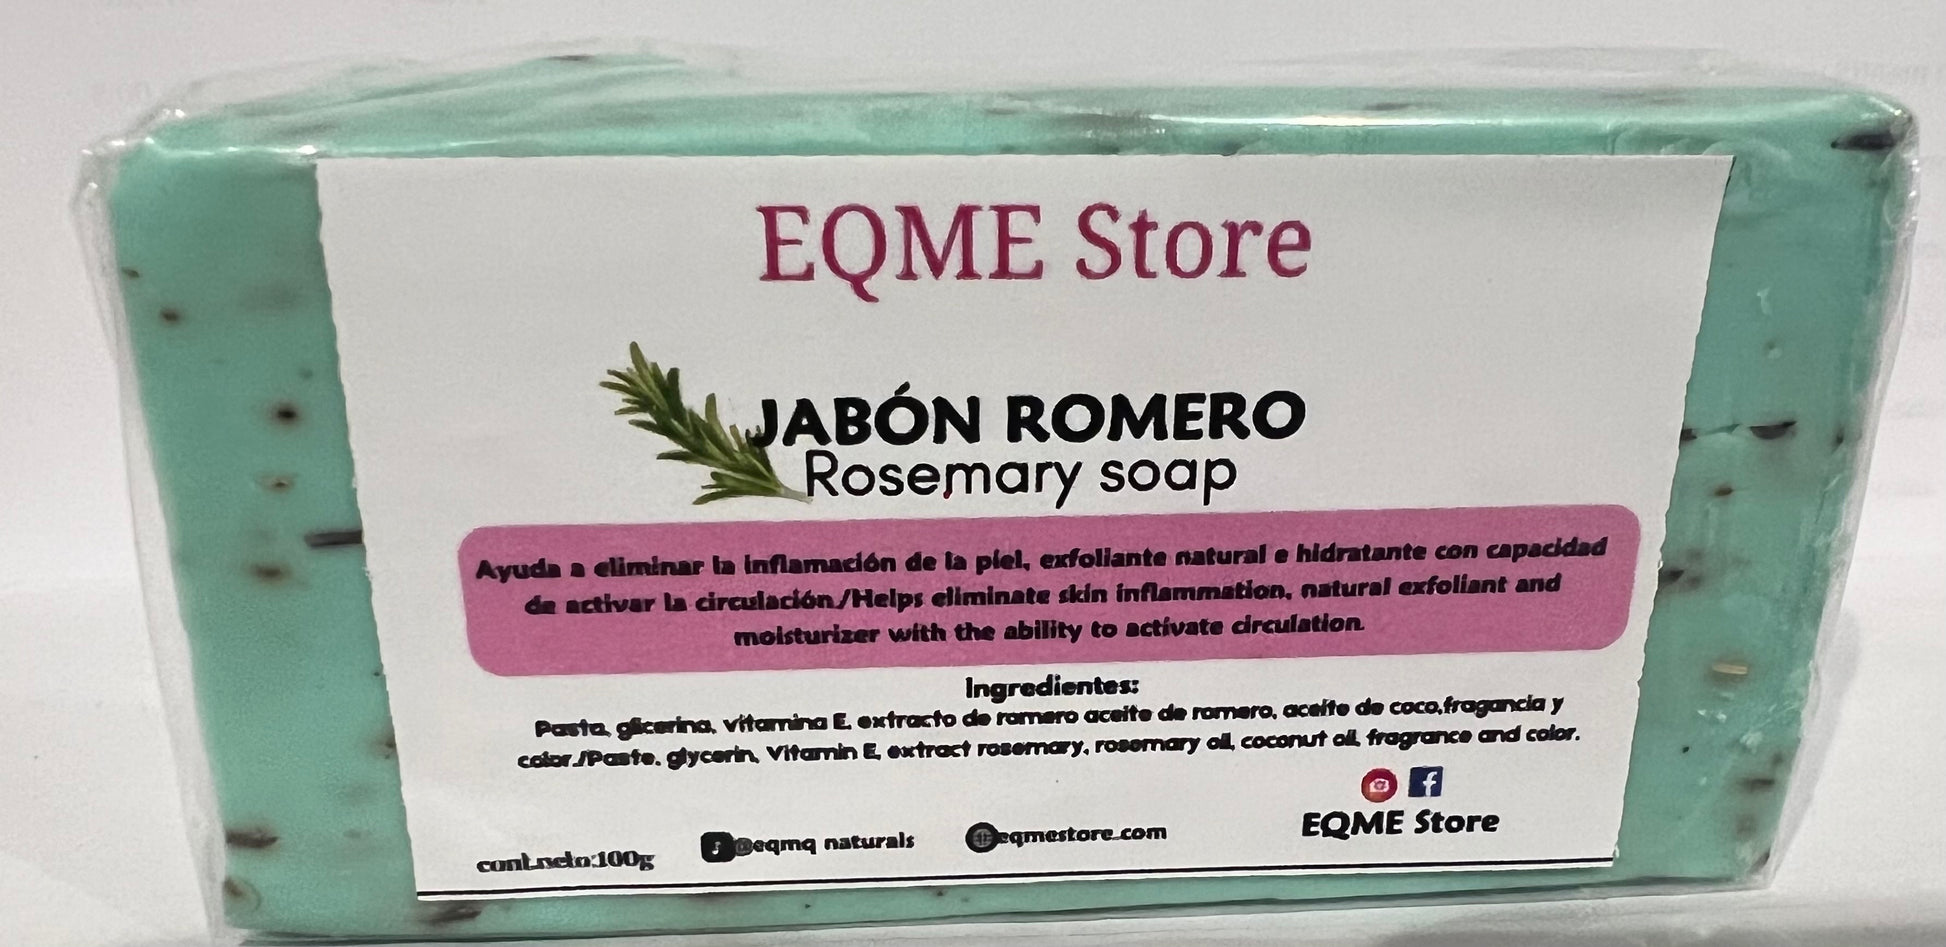 EQME Store
JABÓN ROMERO
Rosemary soap
Ayuda a eliminar la inflamación de la piel, exfoliante natural e hidratante con capacidad
de activar la circulación/Helps eliminate skin inflammation, natural exfoliant and
moisturizer with the ability to activate circulation.
Ingredientes:
Pasta, glicerina, vitamina E, extracto de romero aceite de romero, aceite de coco,fragancia y
color./Paste, glycerin, Vitamin E, extract rosemary, rosemary oil, coconut oil, fragrance and color.
cont.neto:100g
@eqmq naturals
eqmestore.com
EQME Store